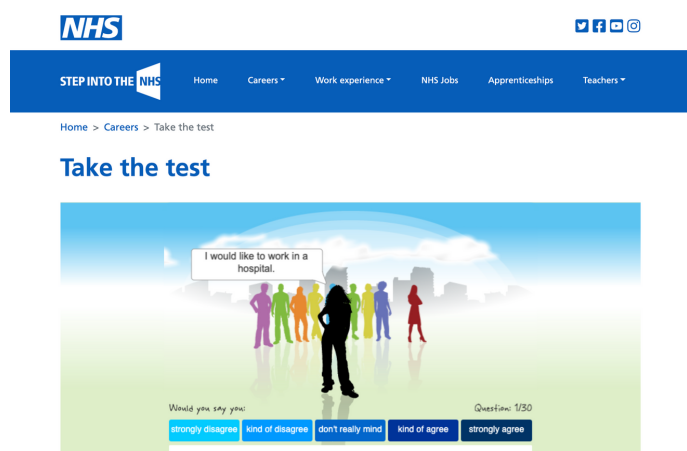 NHS
STEP INTO THE NHS Home Careers Work experience NHS Jobs Apprenticeships Teachers
Home > Careers > Take the test
Take the test
I would like to work in a
hospital.
Would you say you: Question: 1/30
strongly disagree kind of disagree don't really mind kind of agree strongly agree